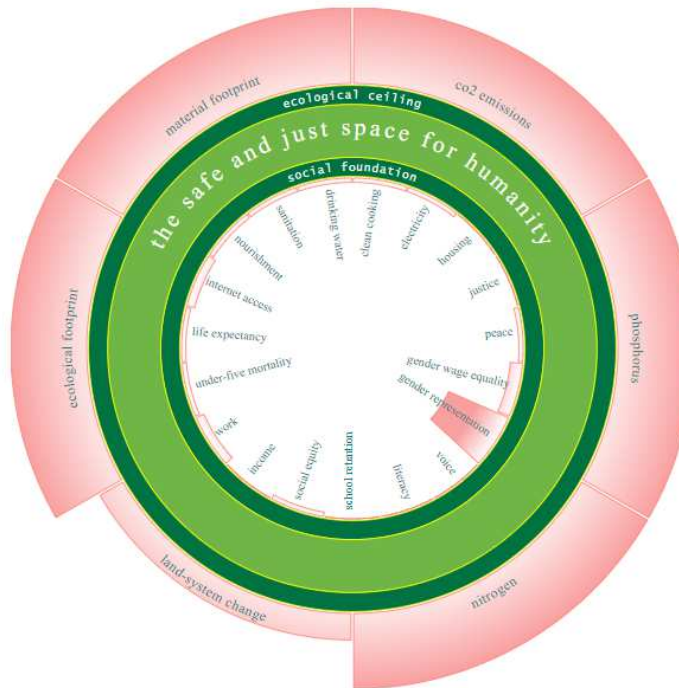 material footprint
co2 emissions
ecological ceiling
the safe and just space for humanity
social foundation
sanitation
drinking water
clean cooking
electricity
housing
nourishment
justice
internet access
ecological footprint
life expectancy
peace
phosphorus
gender wage equality
under-five mortality
gender representation
work
income
social equity
school retention
literacy
voice
land-system change
nitrogen